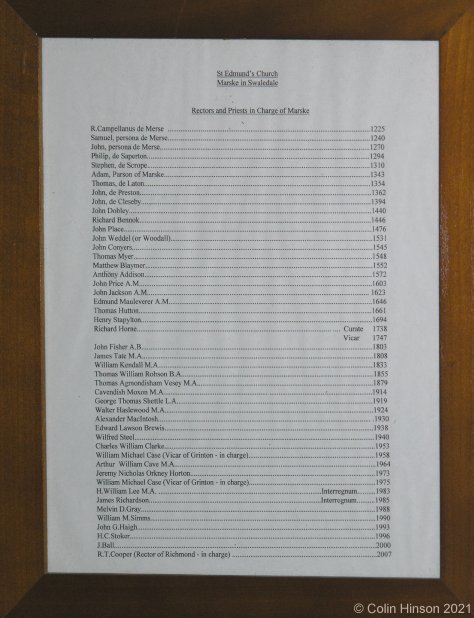 St Edmund's Church
Marske in Swaledale
Rectors and Priests in Charge of Marske
R.Campellanus de Merse ........ 1225
Samuel, persona de Merse ........ 1240
John, persona de Merse ........ 1270
Philip, de Saperton ........ 1294
Stephen, de Scrope ........ 1310
Adam, Parson of Marske ........ 1343
Thomas, de Laton ........ 1354
John, de Preston ........ 1362
John, de Cleseby ........ 1394
John Dobley ........ 1440
Richard Bennok ........ 1446
John Place ........ 1476
John Weddel (or Woodall) ........ 1531
John Conyers ........ 1545
Thomas Myer ........ 1548
Matthew Blaymer ........ 1552
Anthony Addison ........ 1572
John Price A.M. ........ 1603
John Jackson A.M. ........ 1623
Edmund Mauleverer A.M. ........ 1646
Thomas Hutton ........ 1661
Henry Stapylton ........ 1694
Richard Horne ........ Curate 1738
Vicar 1747
John Fisher A.B. ........ 1803
James Tate M.A. ........ 1808
William Kendall M.A. ........ 1833
Thomas William Robson B.A. ........ 1855
Thomas Agmondisham Vesey M.A. ........ 1879
Cavendish Moxon M.A. ........ 1914
George Thomas Shettle L.A. ........ 1919
Walter Haslewood M.A. ........ 1924
Alexander MacIntosh ........ 1930
Edward Lawson Brewis ........ 1938
Wilfred Steel ........ 1940
Charles William Clarke ........ 1953
William Michael Case (Vicar of Grinton - in charge) ........ 1958
Arthur William Cave M.A. ........ 1964
Jeremy Nicholas Orkney Horton ........ 1973
William Michael Case (Vicar of Grinton - in charge) ........ 1975
H.William Lee M.A. ........ Interregnum ........ 1983
James Richardson ........ Interregnum ........ 1985
Melvin D.Gray ........ 1988
William M.Simms ........ 1990
John G.Haigh ........ 1993
H.C.Stoker ........ 1996
J.Ball ........ 2000
R.T.Cooper (Rector of Richmond - in charge) ........ 2007
© Colin Hinson 2021